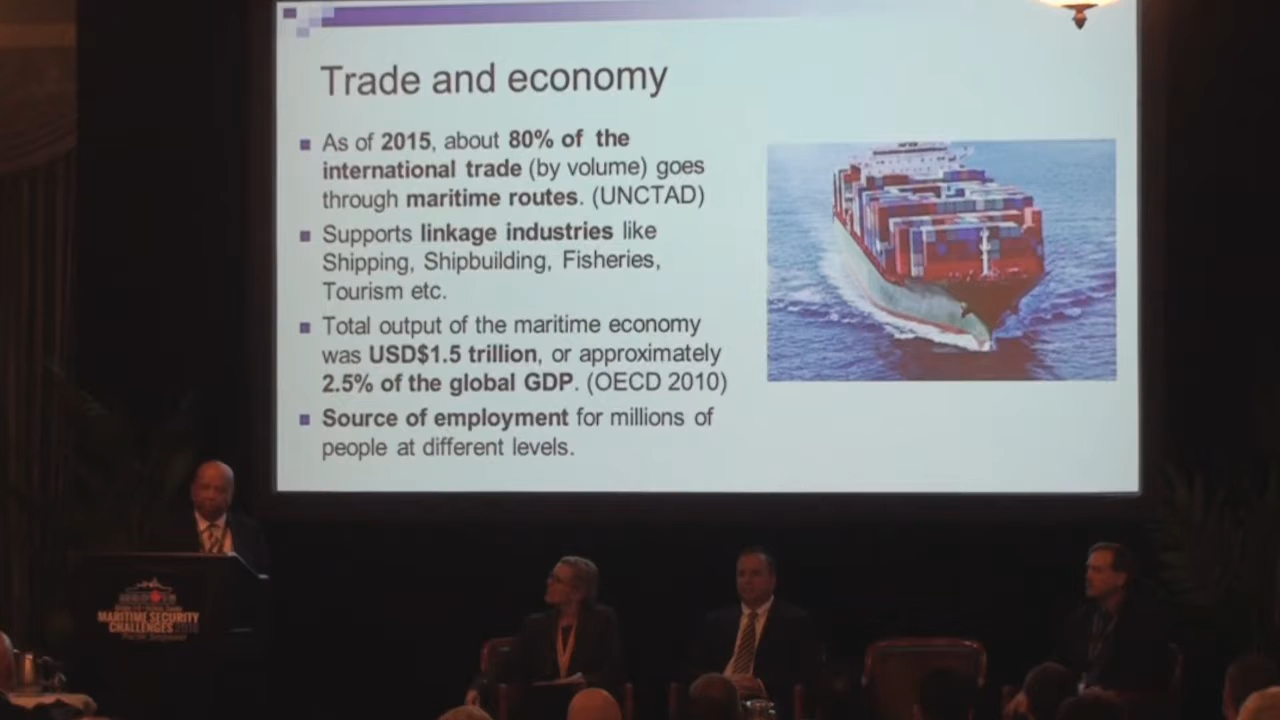 Trade and economy
As of 2015, about 80% of the
international trade (by volume) goes
through maritime routes. (UNCTAD)
Supports linkage industries like
Shipping, Shipbuilding, Fisheries,
Tourism etc.
Total output of the maritime economy
was USD$1.5 trillion, or approximately
2.5% of the global GDP. (OECD 2010)
Source of employment for millions of
people at different levels.
MARITIME SECURITY
CHALLENGES